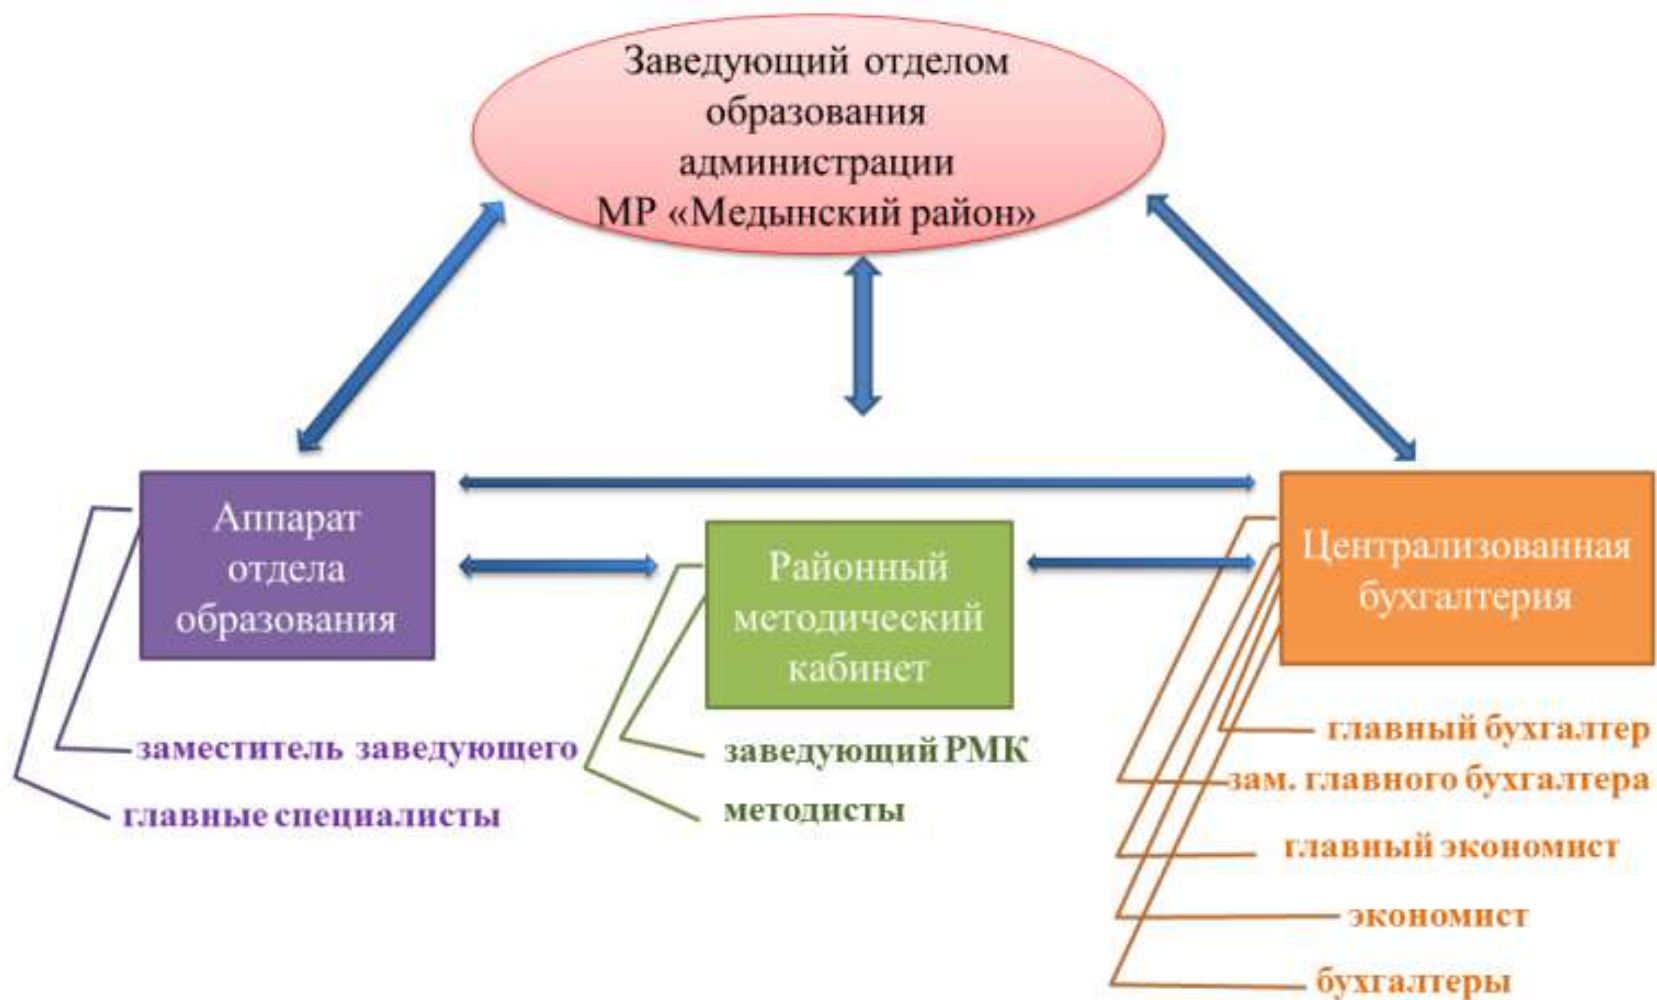 Заведующий отделом
образования
администрации
МР «Медынский район»
Аппарат
отдела
образования
Районный
методический
кабинет
Централизованная
бухгалтерия
заместитель заведующего
главные специалисты
заведующий РМК
методисты
главный бухгалтер
зам. главного бухгалтера
главный экономист
экономист
бухгалтеры